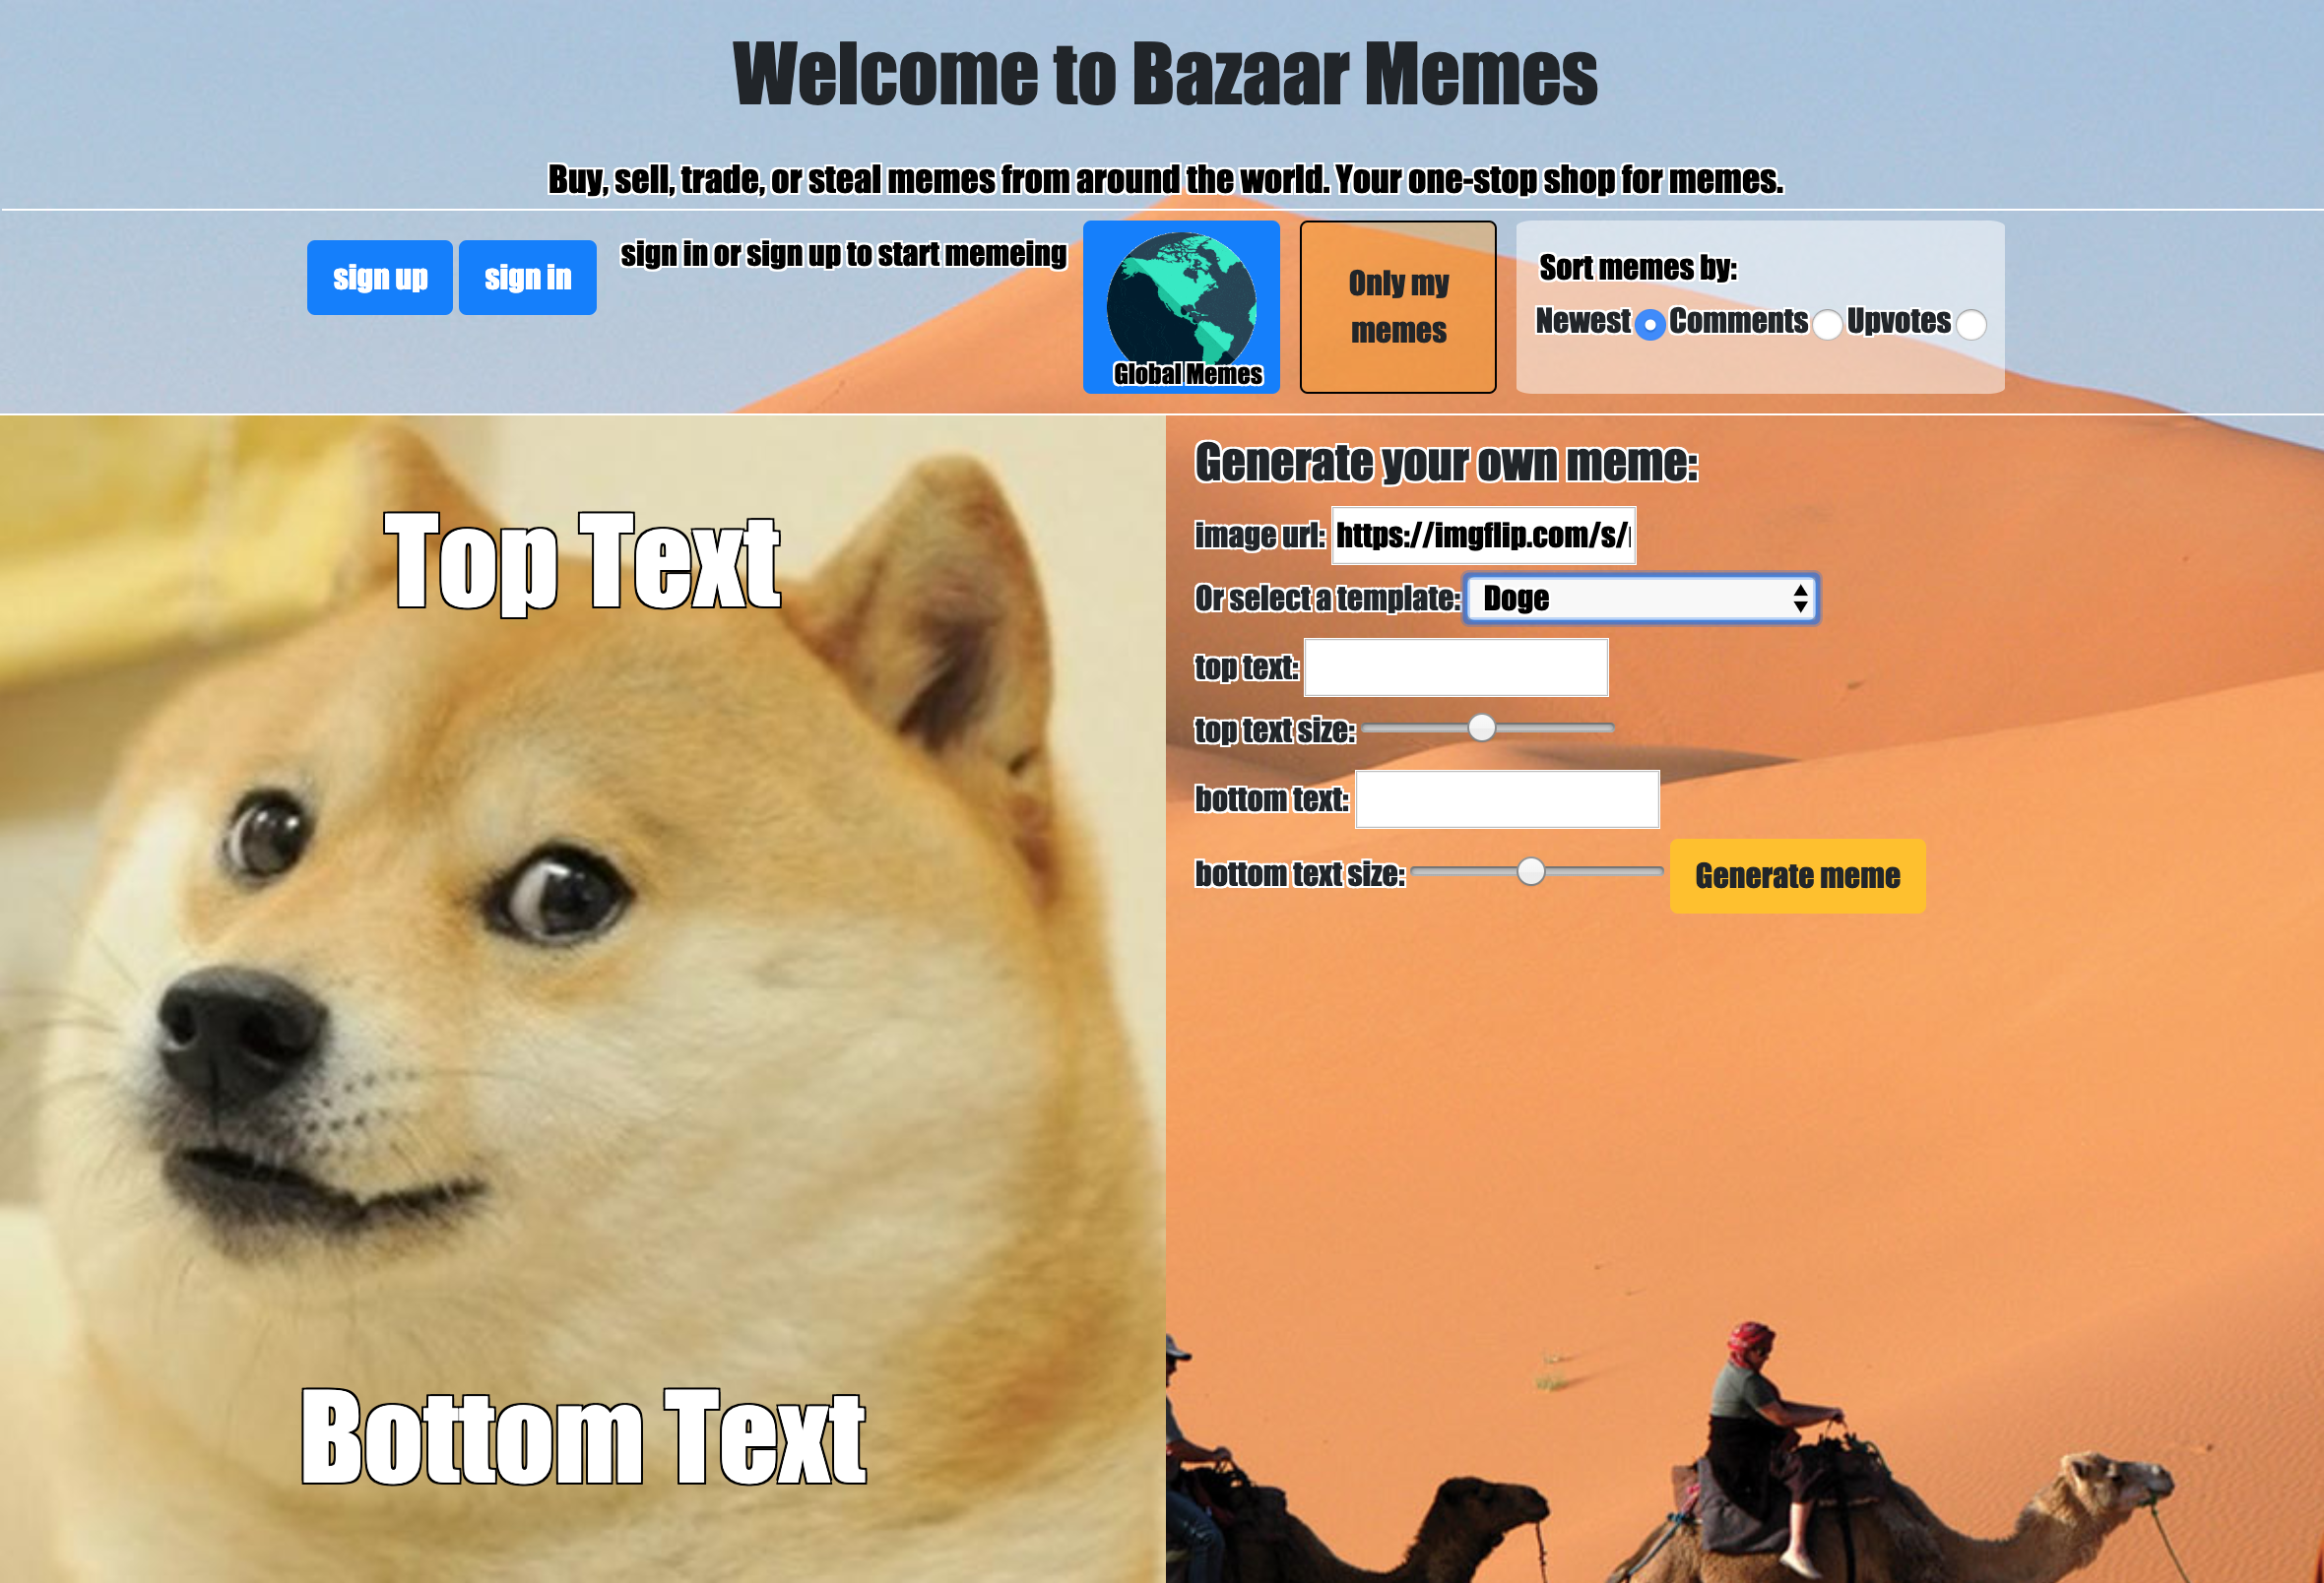 Welcome to Bazaar Memes
Buy, sell, trade, or steal memes from around the world. Your one-stop shop for memes.
sign up
sign in
sign in or sign up to start memeing
Global Memes
Only my
memes
Sort memes by:
Newest Comments Upvotes
Top Text
Bottom Text
Generate your own meme:
image url: https://imgflip.com/s/
Or select a template: Doge
top text:
top text size:
bottom text:
bottom text size:
Generate meme